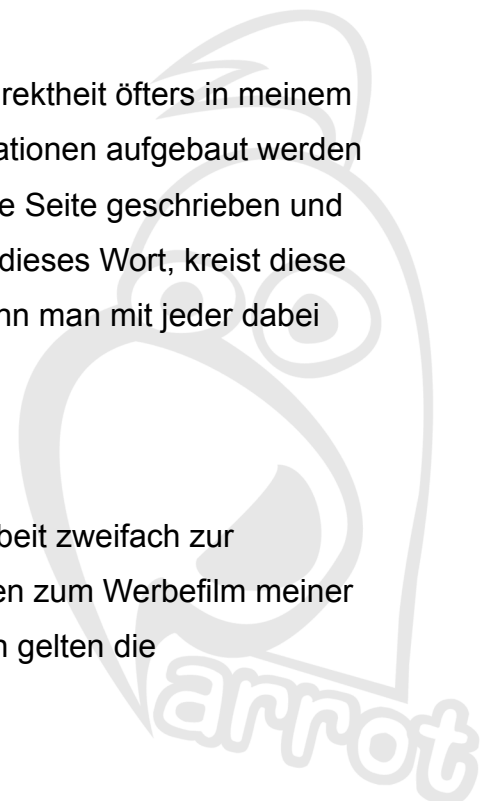 rektheit öfters in meinem
ationen aufgebaut werden
e Seite geschrieben und
dieses Wort, kreist diese
nn man mit jeder dabei
beit zweifach zur
en zum Werbefilm meiner
n gelten die
arrot